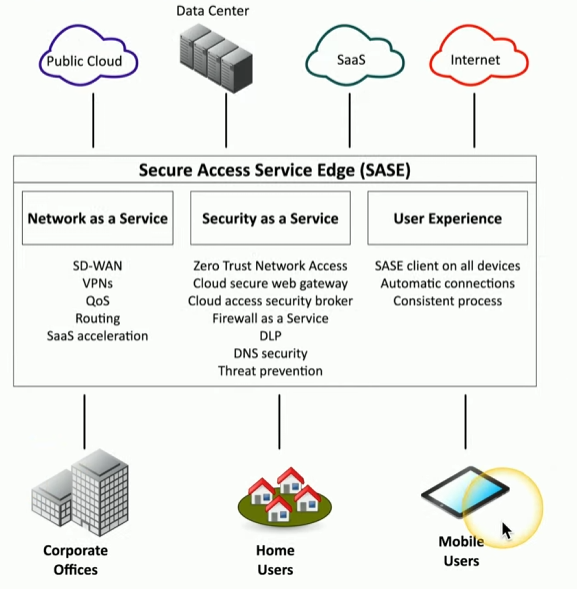 Data Center
Public Cloud
SaaS
Internet
Secure Access Service Edge (SASE)
Network as a Service
Security as a Service
User Experience
SD-WAN
VPNs
QoS
Routing
SaaS acceleration
Zero Trust Network Access
Cloud secure web gateway
Cloud access security broker
Firewall as a Service
DLP
DNS security
Threat prevention
SASE client on all devices
Automatic connections
Consistent process
Corporate
Offices
Home
Users
Mobile
Users